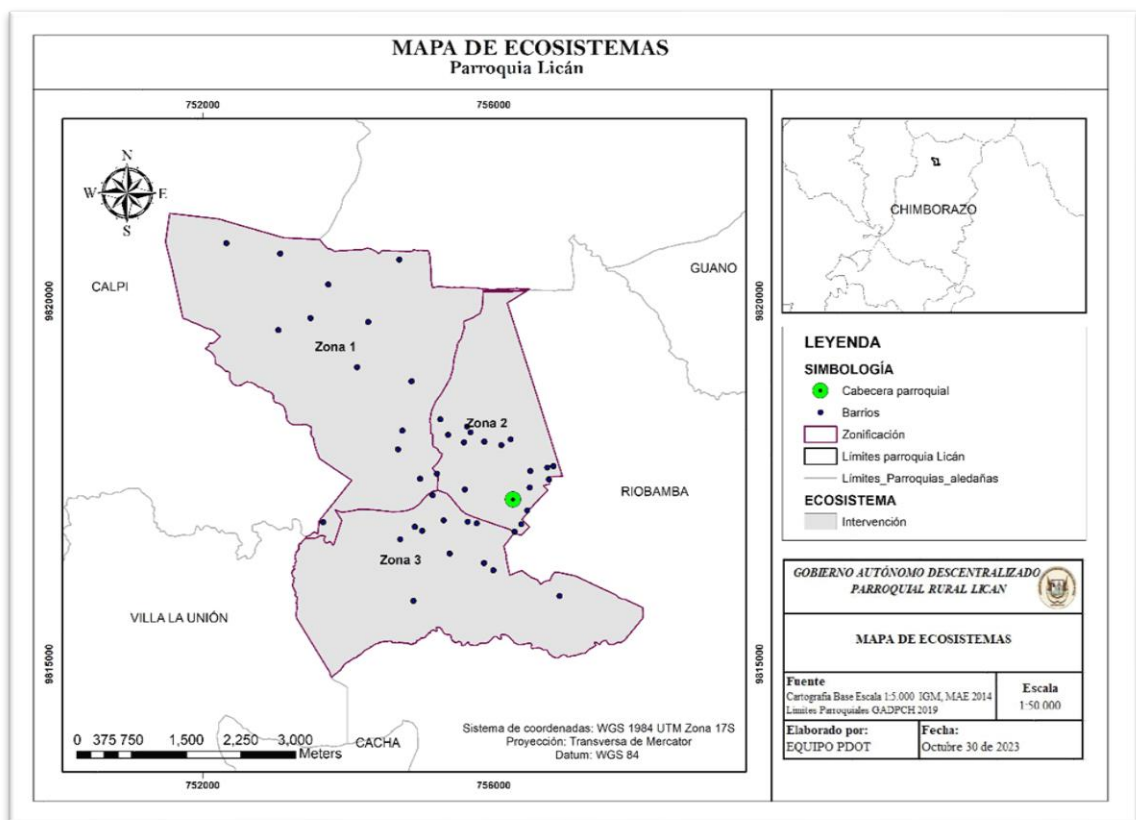 MAPA DE ECOSISTEMAS
Parroquia Licán
752000 756000
N
W E
S
CALPI
GUANO
9820000 9820000
Zona 1
Zona 2
RIOBAMBA
Zona 3
VILLA LA UNIÓN
9815000 9815000
CACHA
Sistema de coordenadas: WGS 1984 UTM Zona 17S
Proyección: Transversa de Mercator
Datum: WGS 84
0 375 750 1,500 2,250 3,000
Meters
752000 756000
CHIMBORAZO
LEYENDA
SIMBOLOGÍA
Cabecera parroquial
Barrios
Zonificación
Límites parroquia Licán
Límites_Parroquias_aledañas
ECOSISTEMA
Intervención
GOBIERNO AUTÓNOMO DESCENTRALIZADO
PARROQUIAL RURAL LICAN
MAPA DE ECOSISTEMAS
Fuente
Cartografía Base Escala 1:5.000 IGM, MAE 2014
Limites Parroquiales GADPCH 2019
Escala
1:50.000
Elaborado por:
EQUIPO PDOT
Fecha:
Octubre 30 de 2023